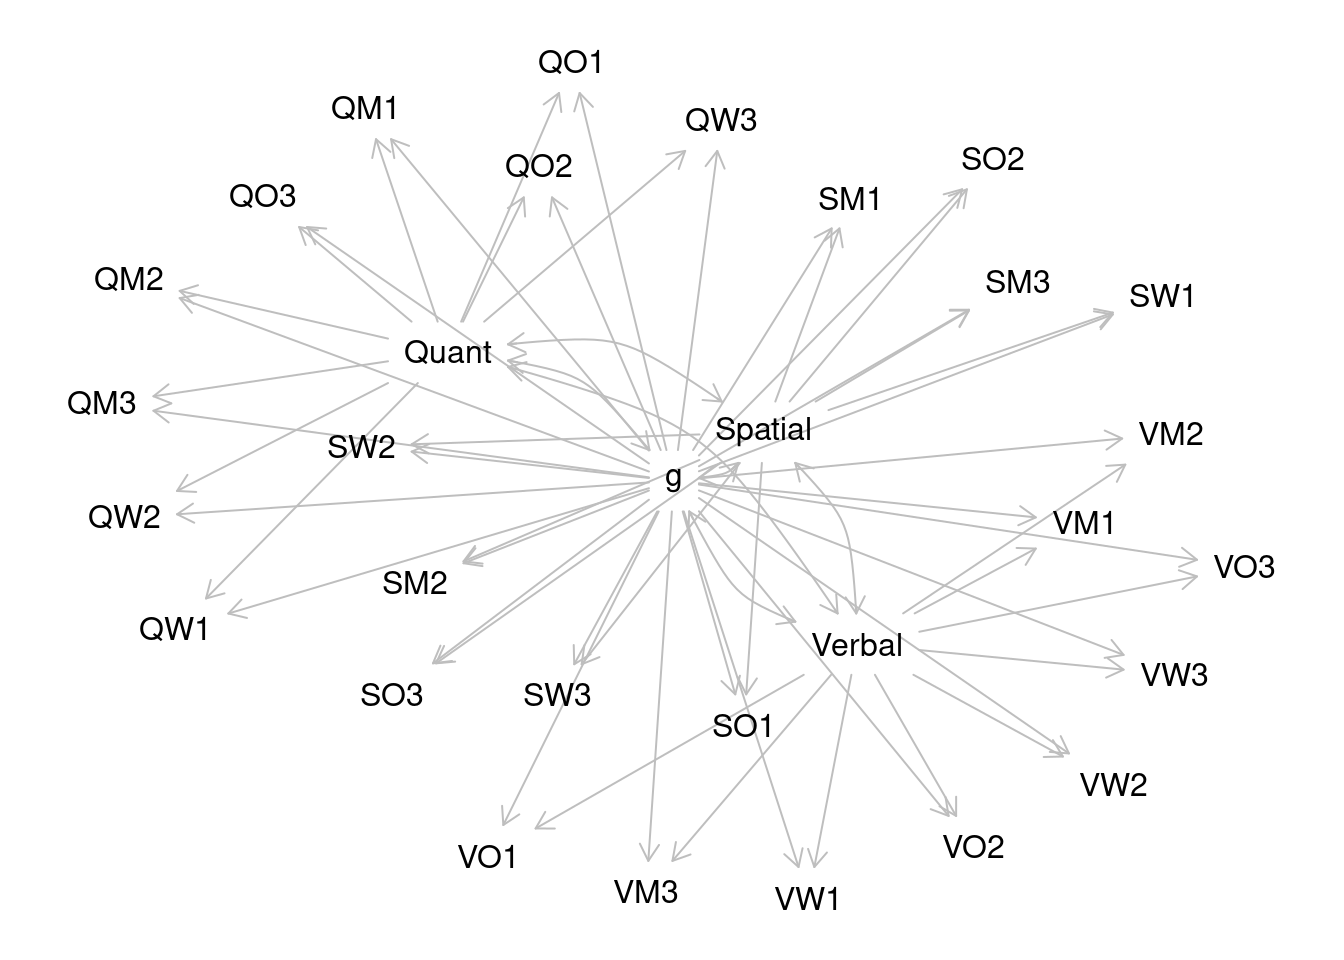 QO1
QM1
QW3
SO2
QO2
QO3
SM1
QM2
SM3
SW1
Quant
QM3
Spatial
VM2
SW2
g
QW2
VM1
VO3
SM2
QW1
Verbal
VW3
SO3
SW3
SO1
VW2
VO2
VO1
VM3
VW1